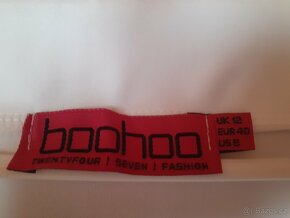 boohoo
TWENTYFOUR | SEVEN | FASHION
UK 12
EUR 40
US 8